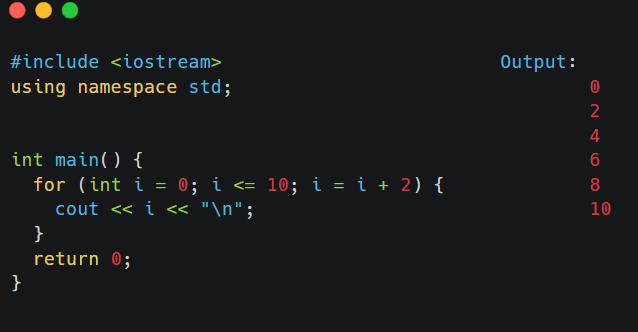 #include <iostream>
using namespace std;
int main() {
  for (int i = 0; i <= 10; i = i + 2) {
    cout << i << "\n";
  }
  return 0;
}
Output:
0
2
4
6
8
10